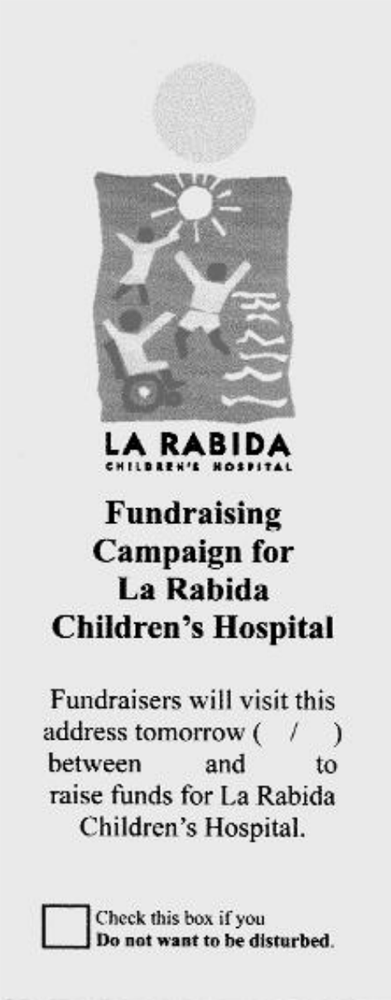 LA RABIDA
CHILDREN'S HOSPITAL
Fundraising
Campaign for
La Rabida
Children's Hospital
Fundraisers will visit this
address tomorrow ( / )
between and to
raise funds for La Rabida
Children's Hospital.
Check this box if you
Do not want to be disturbed.